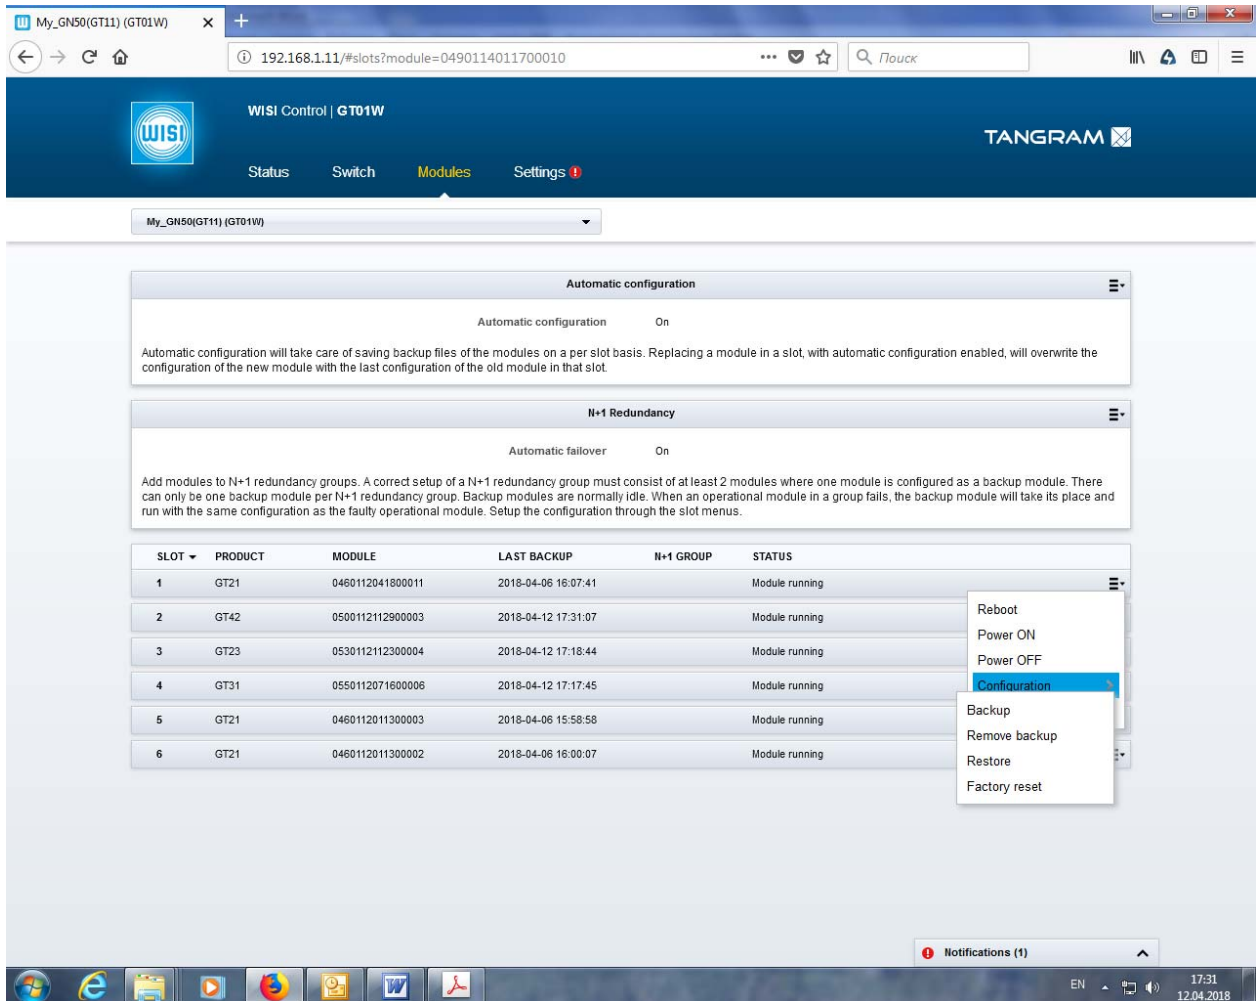 My_GN50(GT11) (GT01W)
192.168.1.11/#slots?module=0490114011700010
Поиск
WISI
WISI Control | GT01W
TANGRAM
Status Switch Modules Settings
My_GN50(GT11) (GT01W)
Automatic configuration
Automatic configuration On
Automatic configuration will take care of saving backup files of the modules on a per slot basis. Replacing a module in a slot, with automatic configuration enabled, will overwrite the
configuration of the new module with the last configuration of the old module in that slot.
N+1 Redundancy
Automatic failover On
Add modules to N+1 redundancy groups. A correct setup of a N+1 redundancy group must consist of at least 2 modules where one module is configured as a backup module. There
can only be one backup module per N+1 redundancy group. Backup modules are normally idle. When an operational module in a group fails, the backup module will take its place and
run with the same configuration as the faulty operational module. Setup the configuration through the slot menus.
SLOT PRODUCT MODULE LAST BACKUP N+1 GROUP STATUS
1 GT21 0460112041800011 2018-04-06 16:07:41 Module running
2 GT42 0500112112900003 2018-04-12 17:31:07 Module running
3 GT23 0530112112300004 2018-04-12 17:18:44 Module running
4 GT31 0550112071600006 2018-04-12 17:17:45 Module running
5 GT21 0460112011300003 2018-04-06 15:58:58 Module running
6 GT21 0460112011300002 2018-04-06 16:00:07 Module running
Reboot
Power ON
Power OFF
Configuration
Backup
Remove backup
Restore
Factory reset
Notifications (1)
EN
17:31
12.04.2018